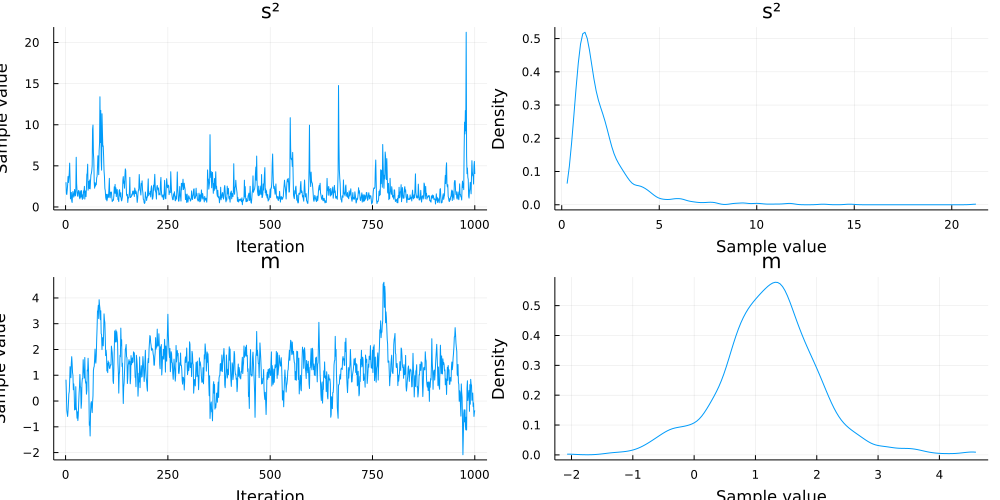 s²
Sample value
20
15
10
5
0
0 250 500 750 1000
Iteration
s²
Density
0.5
0.4
0.3
0.2
0.1
0.0
0 5 10 15 20
Sample value
m
Sample value
4
3
2
1
0
−1
−2
0 250 500 750 1000
Iteration
m
Density
0.5
0.4
0.3
0.2
0.1
0.0
−2 −1 0 1 2 3 4
Sample value